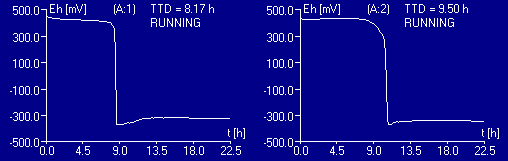 500.0 Eh [mV] (A:1) TTD = 8.17 h
RUNNING
300.0
100.0
-100.0
-300.0
t [h]
-500.0
0.0 4.5 9.0 13.5 18.0 22.5
500.0 Eh [mV] (A:2) TTD = 9.50 h
RUNNING
300.0
100.0
-100.0
-300.0
t [h]
-500.0
0.0 4.5 9.0 13.5 18.0 22.5